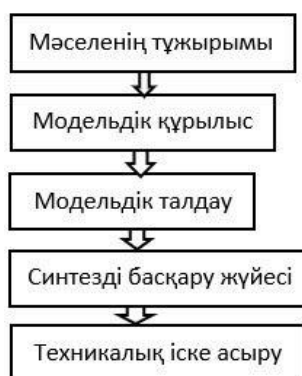 Мәселенің тұжырымы
Модельдік құрылыс
Модельдік талдау
Синтезді басқару жүйесі
Техникалық іске асыру